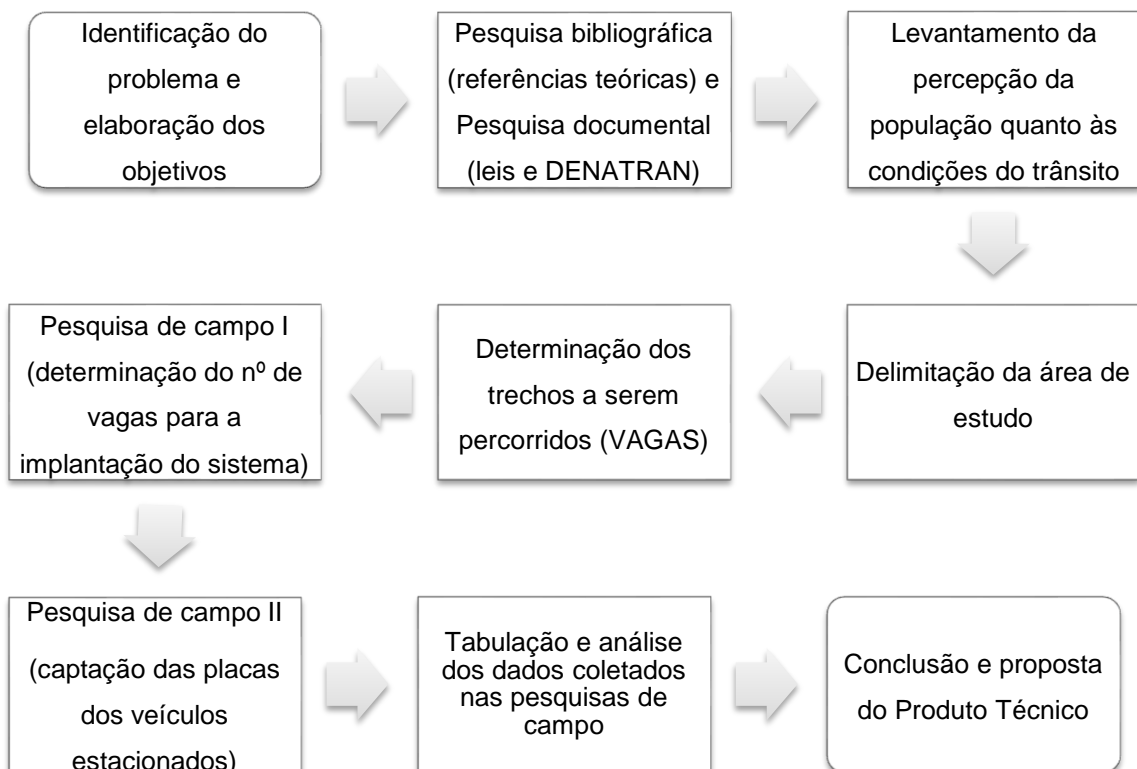 Identificação do
problema e
elaboração dos
objetivos
Pesquisa bibliográfica
(referências teóricas) e
Pesquisa documental
(leis e DENATRAN)
Levantamento da
percepção da
população quanto às
condições do trânsito
Delimitação da área de
estudo
Determinação dos
trechos a serem
percorridos (VAGAS)
Pesquisa de campo I
(determinação do nº de
vagas para a
implantação do sistema)
Pesquisa de campo II
(captação das placas
dos veículos
estacionados)
Tabulação e análise
dos dados coletados
nas pesquisas de
campo
Conclusão e proposta
do Produto Técnico